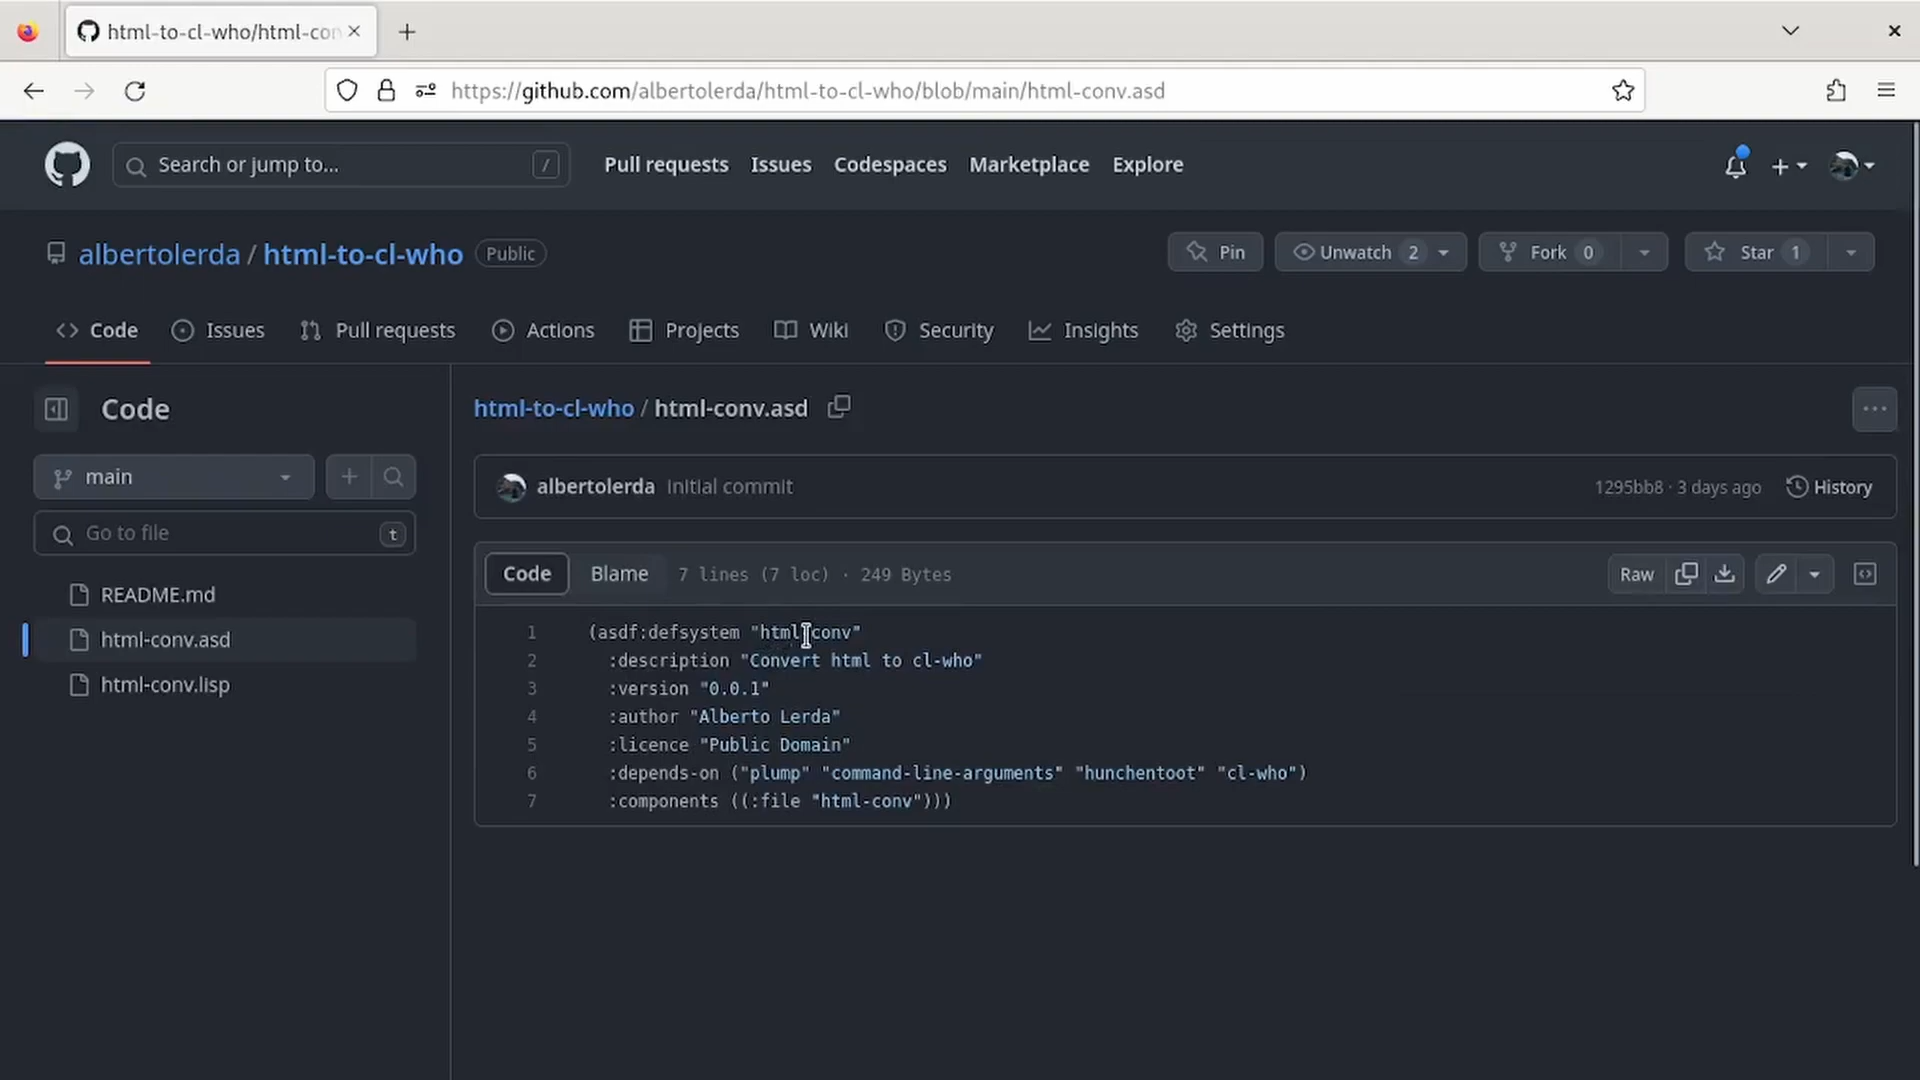 html-to-cl-who/html-con
https://github.com/albertolerda/html-to-cl-who/blob/main/html-conv.asd
Search or jump to... /
Pull requests Issues Codespaces Marketplace Explore
albertolerda / html-to-cl-who Public
Pin Unwatch 2 Fork 0 Star 1
Code Issues Pull requests Actions Projects Wiki Security Insights Settings
Code
main
Go to file t
README.md
html-conv.asd
html-conv.lisp
html-to-cl-who / html-conv.asd
albertolerda Initial commit 1295bb8 · 3 days ago History
Code Blame 7 lines (7 loc) · 249 Bytes Raw
1 (asdf:defsystem "html-conv"
2 :description "Convert html to cl-who"
3 :version "0.0.1"
4 :author "Alberto Lerda"
5 :licence "Public Domain"
6 :depends-on ("plump" "command-line-arguments" "hunchentoot" "cl-who")
7 :components ((:file "html-conv")))